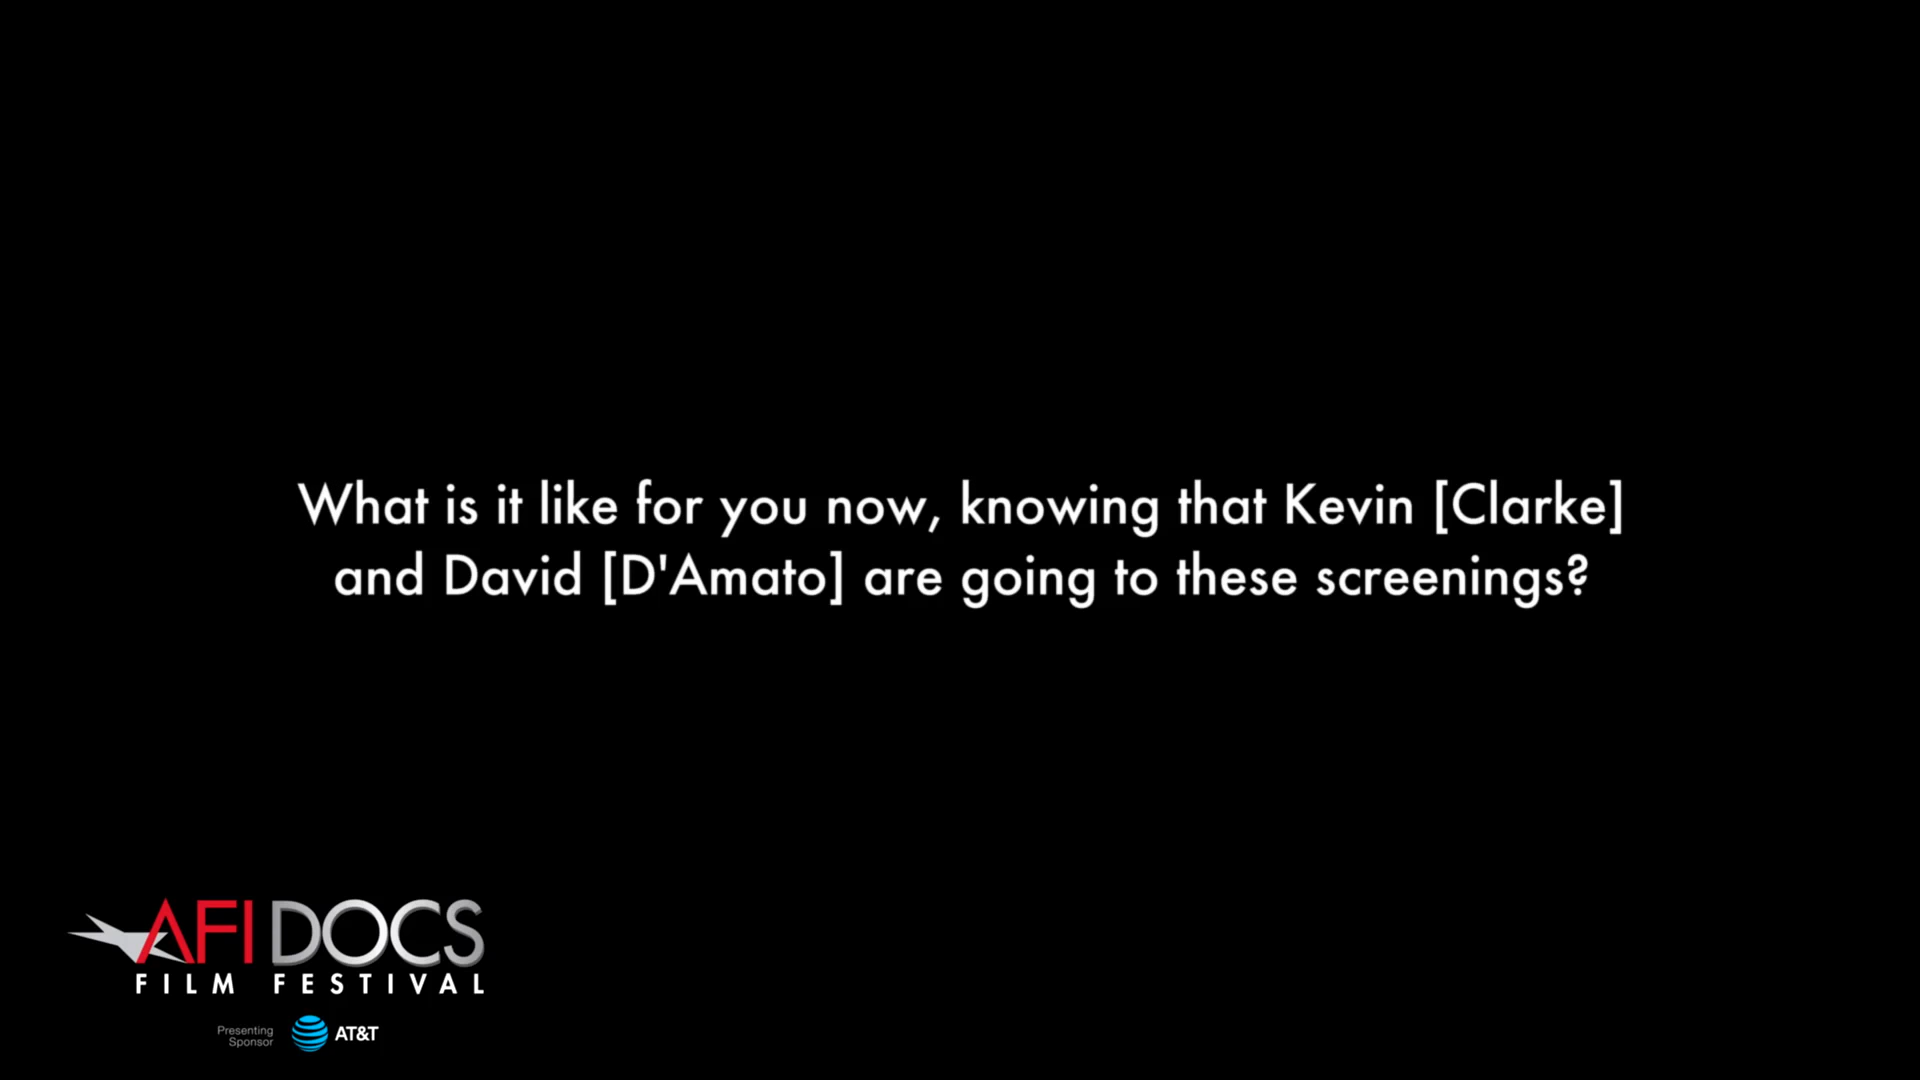 What is it like for you now, knowing that Kevin [Clarke]
and David [D'Amato] are going to these screenings?
AFI DOCS
FILM FESTIVAL
Presenting
Sponsor
AT&T